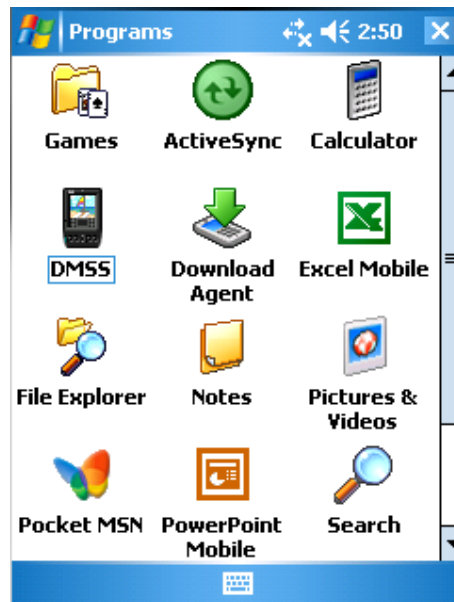 Programs 2:50
Games ActiveSync Calculator
DMSS Download Agent Excel Mobile
File Explorer Notes Pictures & Videos
Pocket MSN PowerPoint Mobile Search